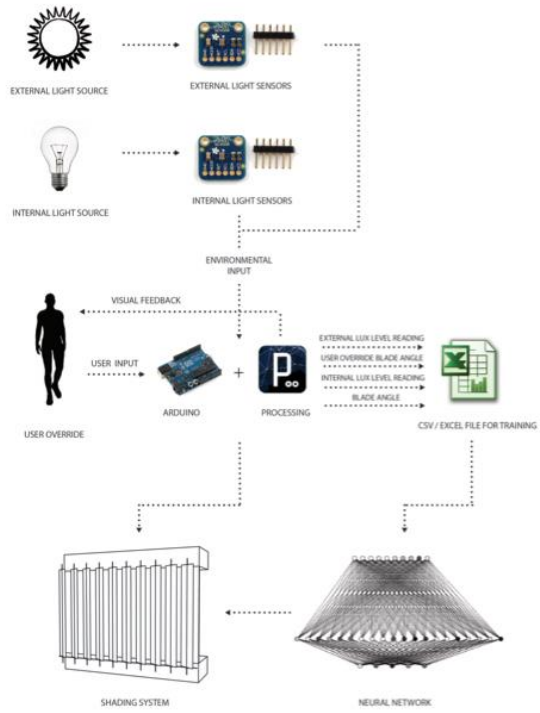 EXTERNAL LIGHT SOURCE
EXTERNAL LIGHT SENSORS
INTERNAL LIGHT SOURCE
INTERNAL LIGHT SENSORS
ENVIRONMENTAL
INPUT
VISUAL FEEDBACK
EXTERNAL LUX LEVEL READING
USER OVERRIDE BLADE ANGLE
INTERNAL LUX LEVEL READING
BLADE ANGLE
USER INPUT
+
P
X
ARDUINO
PROCESSING
CSV / EXCEL FILE FOR TRAINING
USER OVERRIDE
SHADING SYSTEM
NEURAL NETWORK